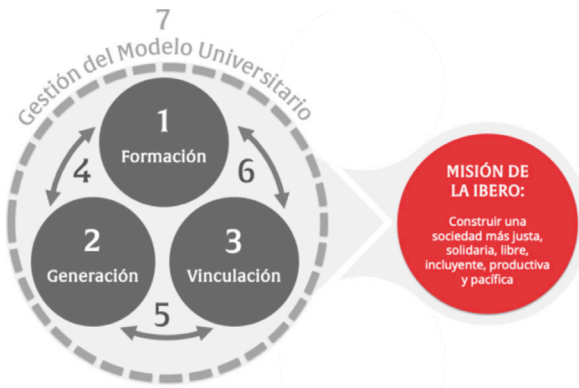 7
Gestión del Modelo Universitario
1
Formación
4
6
2
Generación
3
Vinculación
5
MISIÓN DE
LA IBERO:
Construir una
sociedad más justa,
solidaria, libre,
incluyente, productiva
y pacífica